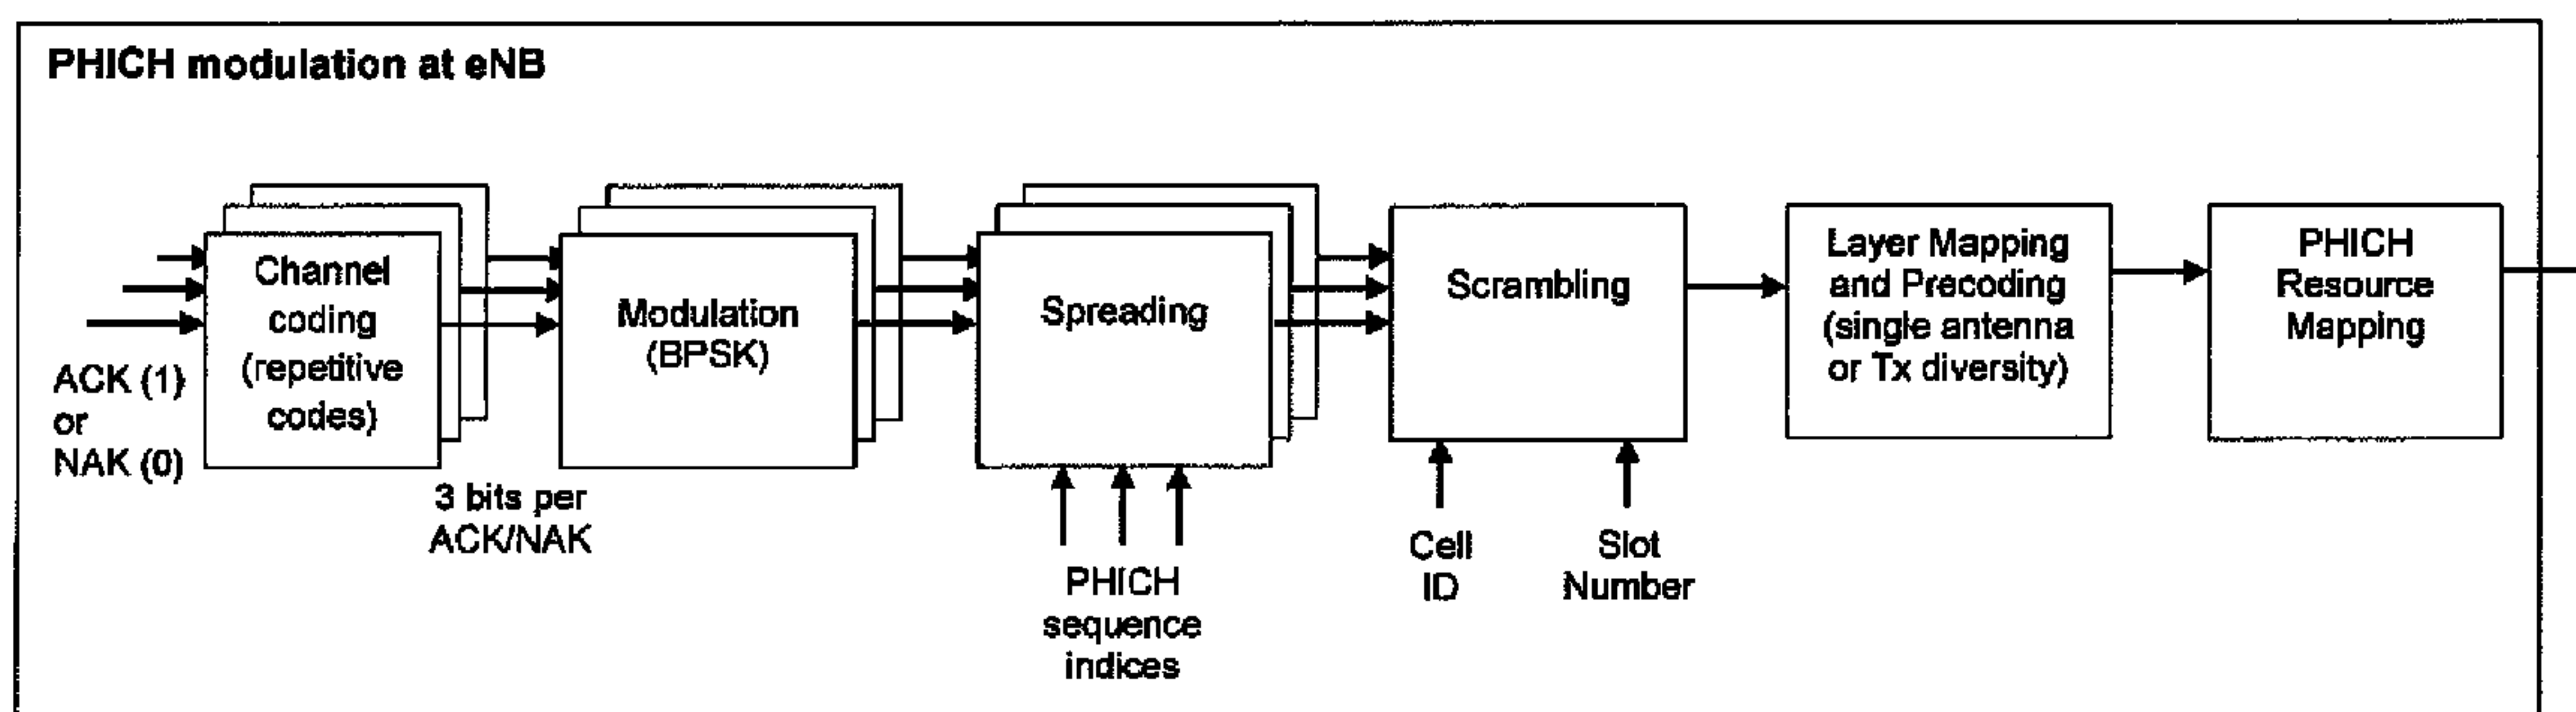 PHICH modulation at eNB
ACK (1)
or
NAK (0)
Channel
coding
(repetitive
codes)
3 bits per
ACK/NAK
Modulation
(BPSK)
Spreading
PHICH
sequence
indices
Scrambling
Cell
ID
Slot
Number
Layer Mapping
and Precoding
(single antenna
or Tx diversity)
PHICH
Resource
Mapping